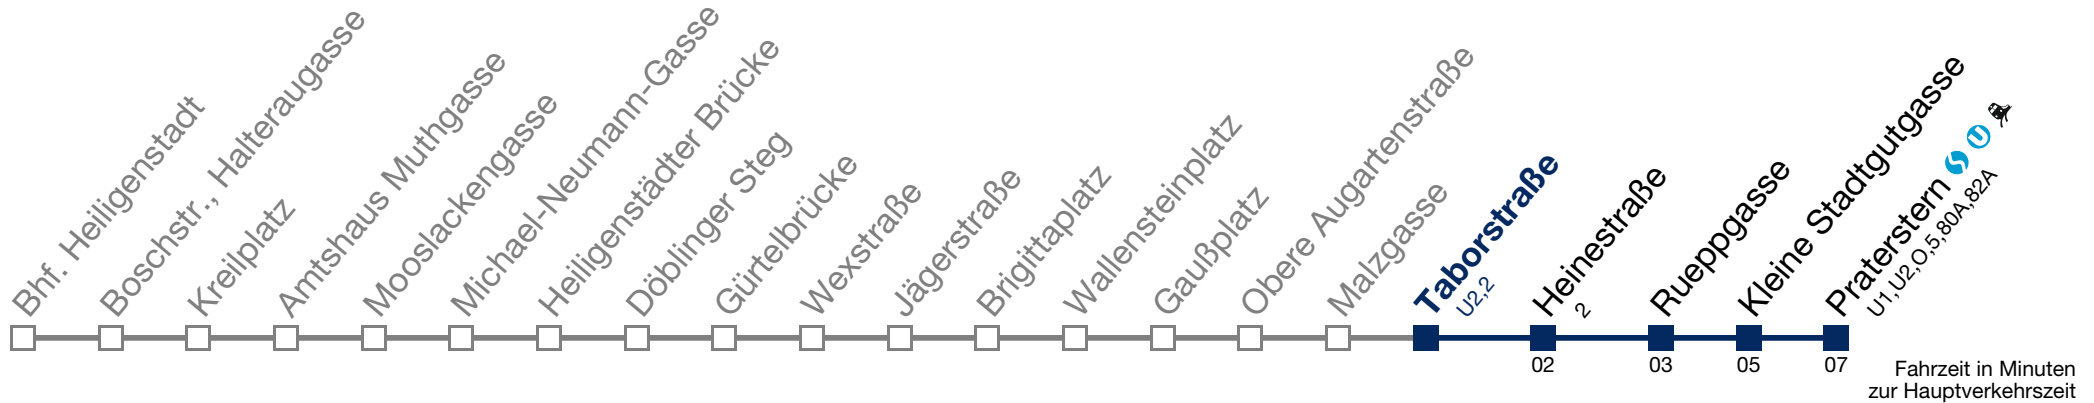 Bhf. Heiligenstadt
Boschstr., Halteraugasse
Kreilplatz
Amtshaus Muthgasse
Mooslackengasse
Michael-Neumann-Gasse
Heiligenstädter Brücke
Döblinger Steg
Gürtelbrücke
Wexstraße
Jägerstraße
Brigittaplatz
Wallensteinplatz
Gaußplatz
Obere Augartenstraße
Malzgasse
Taborstraße
U2,2
Heinestraße
2
Rueppgasse
Kleine Stadtgutgasse
Praterstern
U1,U2,O,5,80A,82A
02
03
05
07
Fahrzeit in Minuten
zur Hauptverkehrszeit